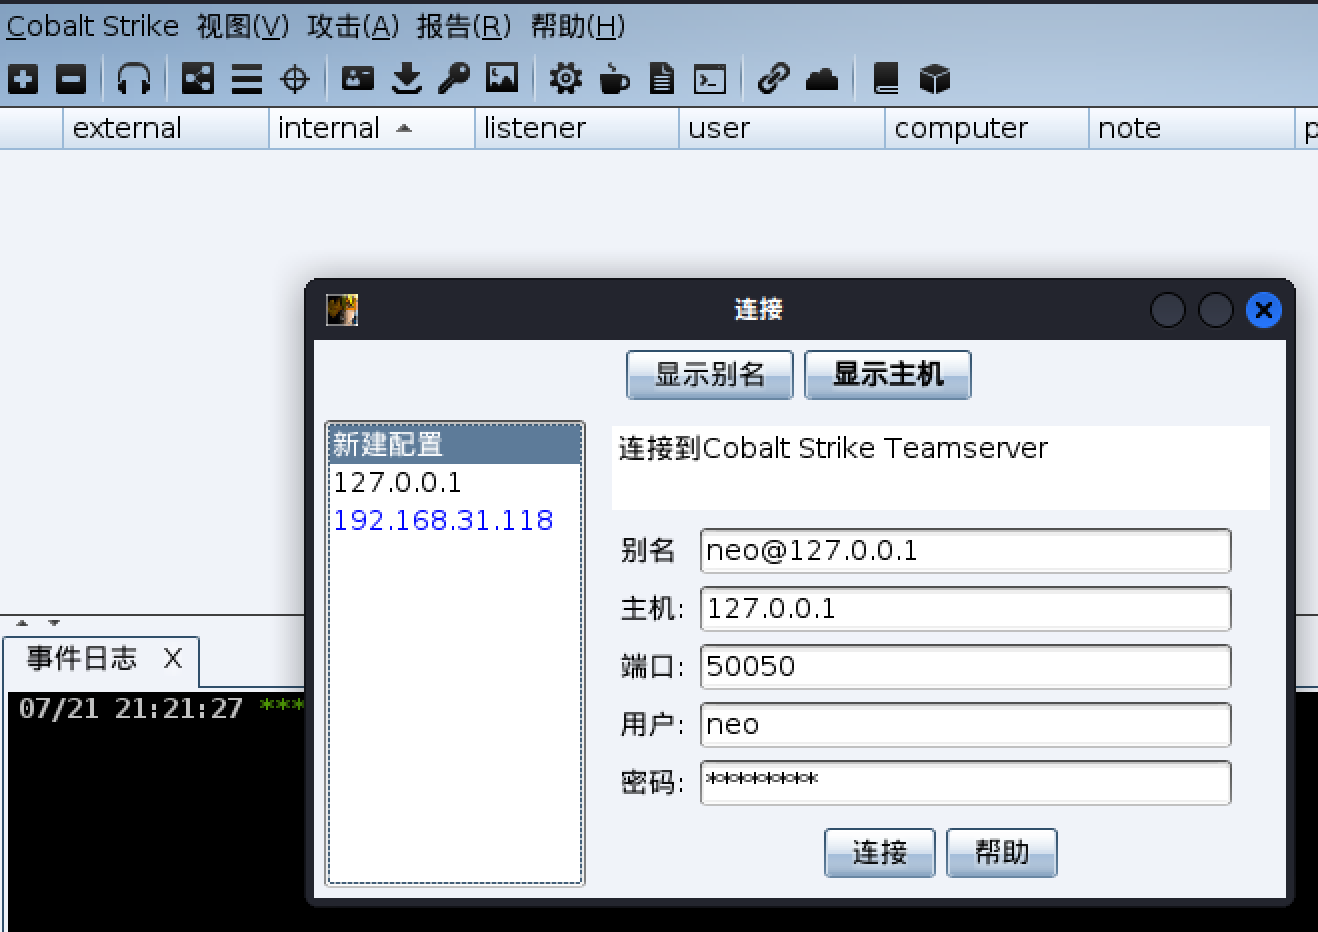 Cobalt Strike 视图(V) 攻击(A) 报告(R) 帮助(H)
external internal listener user computer note p
连接
显示别名 显示主机
新建配置
127.0.0.1
192.168.31.118
连接到Cobalt Strike Teamserver
别名 neo@127.0.0.1
主机: 127.0.0.1
端口: 50050
用户: neo
密码: *********
连接 帮助
事件日志 X
07/21 21:21:27 ***